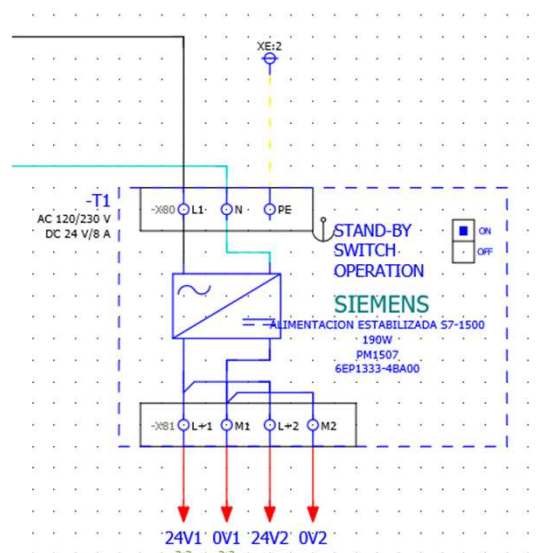 XE:2
-T1
AC 120/230 V
DC 24 V/8 A
-X80
L1
N
PE
STAND-BY
SWITCH
OPERATION
ON
OFF
SIEMENS
ALIMENTACION ESTABILIZADA S7-1500
190W
PM1507
6EP1333-4BA00
-X81
L+1
M1
L+2
M2
24V1 0V1 24V2 0V2